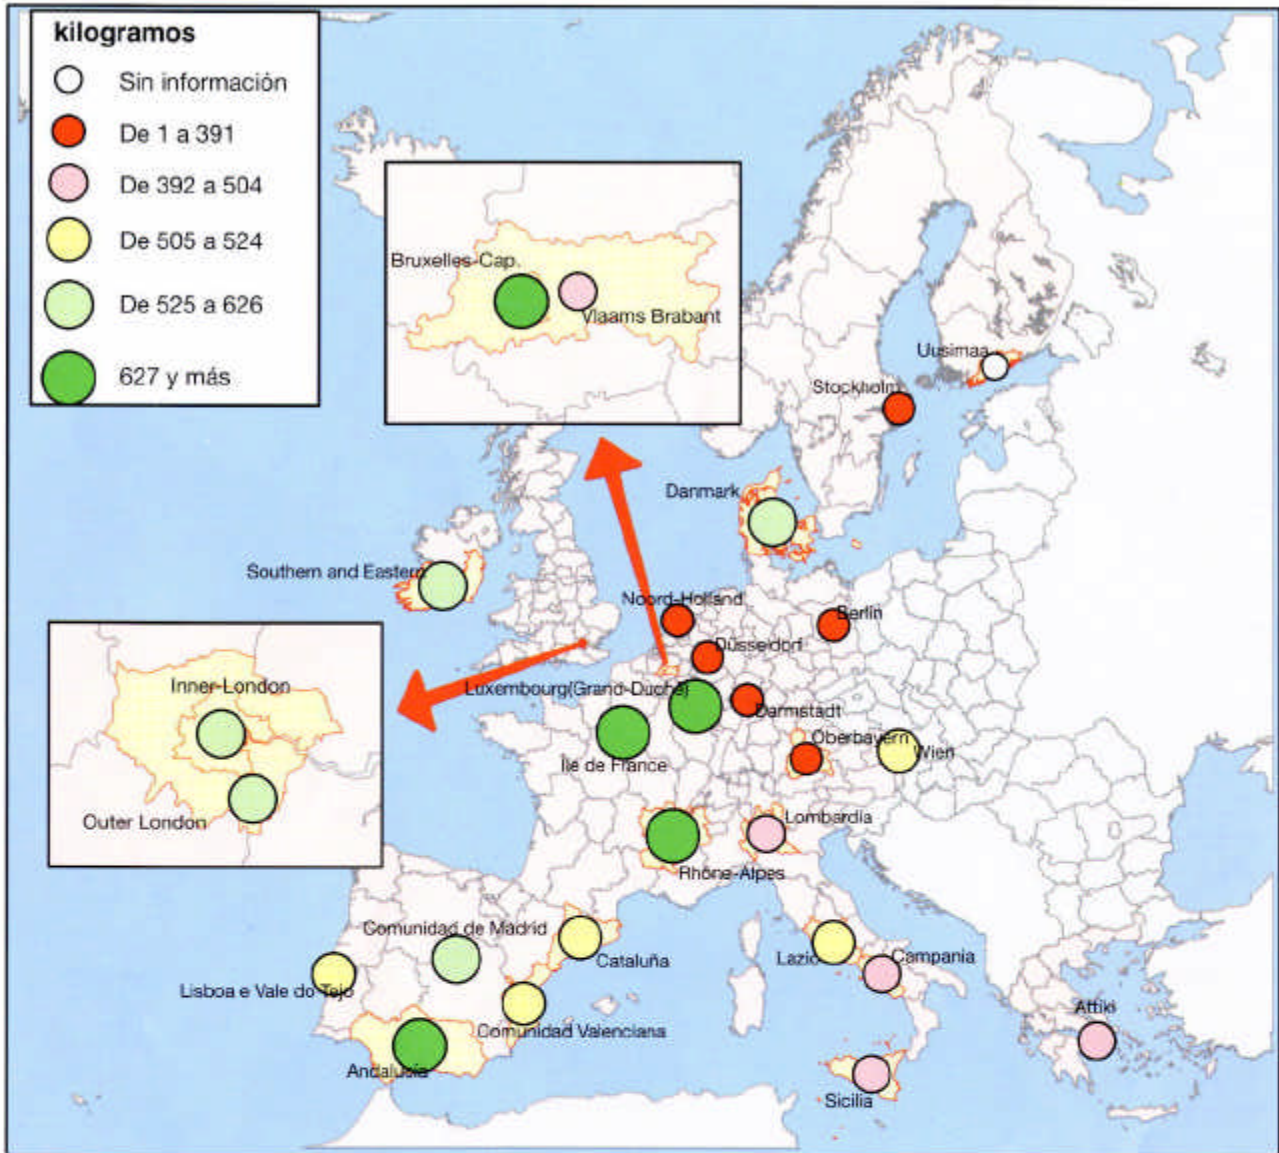 kilogramos
Sin información
De 1 a 391
De 392 a 504
De 505 a 524
De 525 a 626
627 y más
Bruxelles-Cap.
Vlaams Brabant
Uusimaa
Stockholm
Danmark
Southern and Eastern
Noord-Holland
Berlin
Düsseldorf
Inner-London
Luxembourg(Grand-Duché)
Darmstadt
Oberbayern
Wien
Île de France
Outer London
Lombardia
Rhône-Alpes
Comunidad de Madrid
Cataluña
Lazio
Campania
Lisboa e Vale do Tejo
Comunidad Valenciana
Attiki
Andalucía
Sicilia